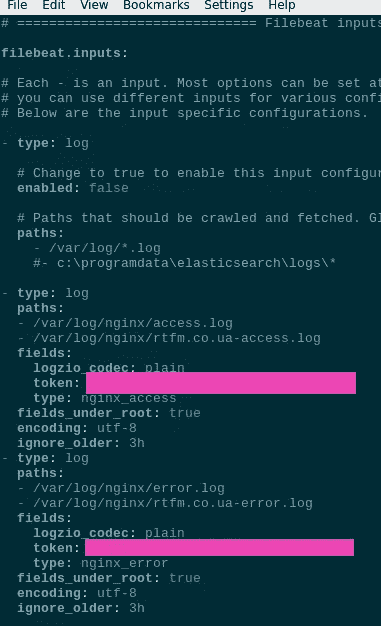 File Edit View Bookmarks Settings Help
# ============================== Filebeat inputs
filebeat.inputs:
# Each - is an input. Most options can be set at
# you can use different inputs for various confi
# Below are the input specific configurations.
- type: log
# Change to true to enable this input configur
enabled: false
# Paths that should be crawled and fetched. Gl
paths:
- /var/log/*.log
#- c:\programdata\elasticsearch\logs\*
- type: log
paths:
- /var/log/nginx/access.log
- /var/log/nginx/rtfm.co.ua-access.log
fields:
logzio_codec: plain
token:
type: nginx_access
fields_under_root: true
encoding: utf-8
ignore_older: 3h
- type: log
paths:
- /var/log/nginx/error.log
- /var/log/nginx/rtfm.co.ua-error.log
fields:
logzio_codec: plain
token:
type: nginx_error
fields_under_root: true
encoding: utf-8
ignore_older: 3h